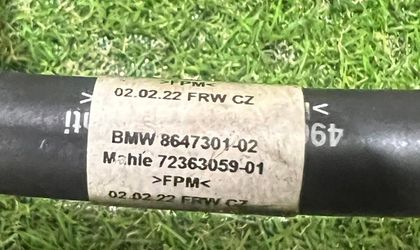 >FPM<
02.02.22 FRW CZ
BMW 8647301-02
Mahle 72363059-01
>FPM<
02.02.22 FRW CZ